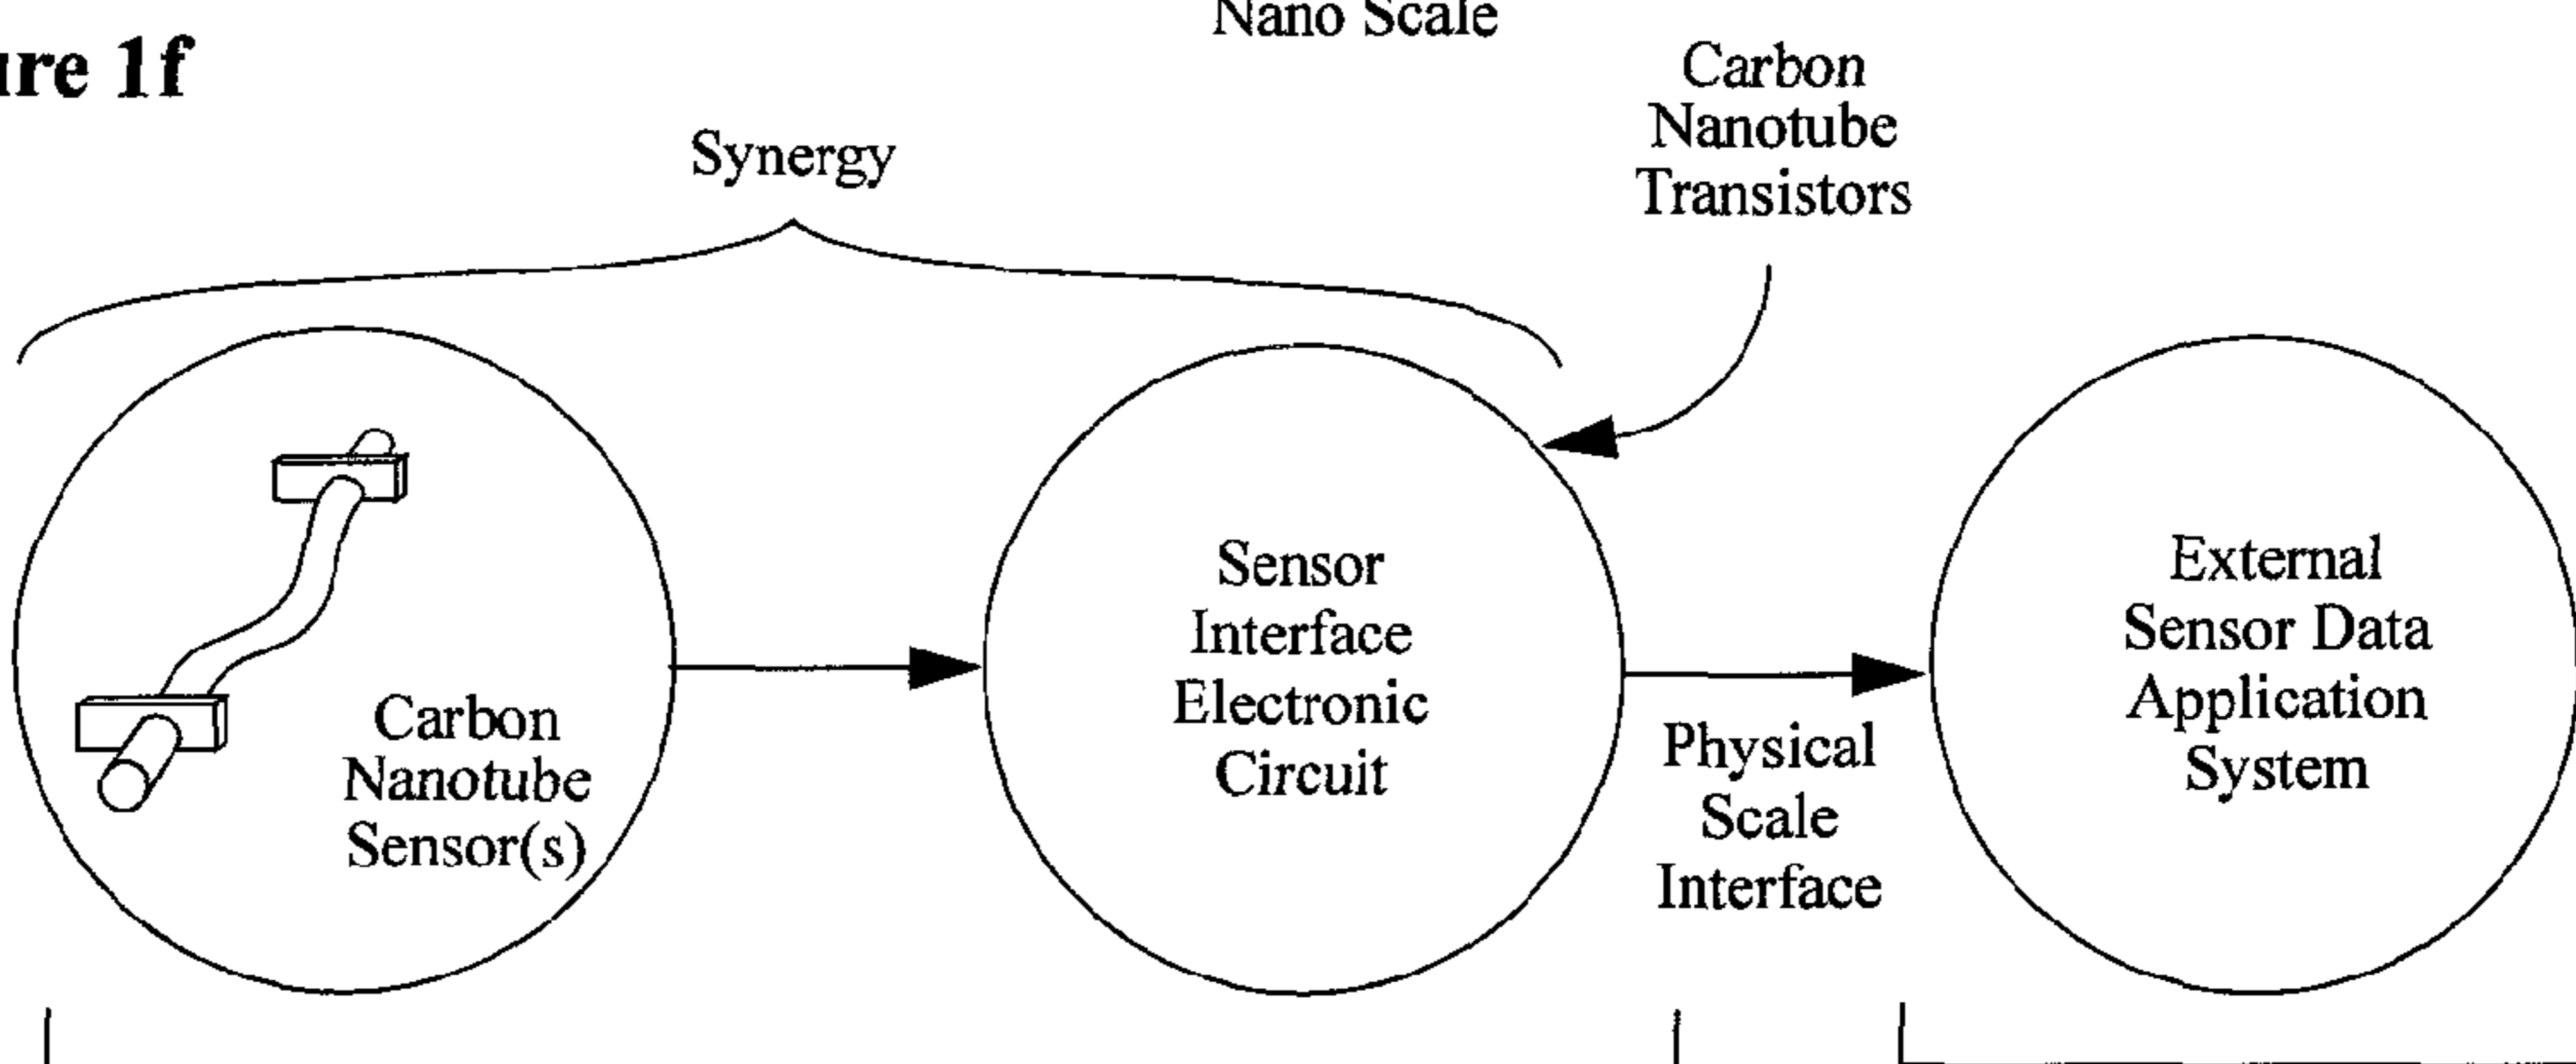 Nano Scale
ure 1f
Carbon
Nanotube
Transistors
Synergy
Carbon
Nanotube
Sensor(s)
Sensor
Interface
Electronic
Circuit
Physical
Scale
Interface
External
Sensor Data
Application
System